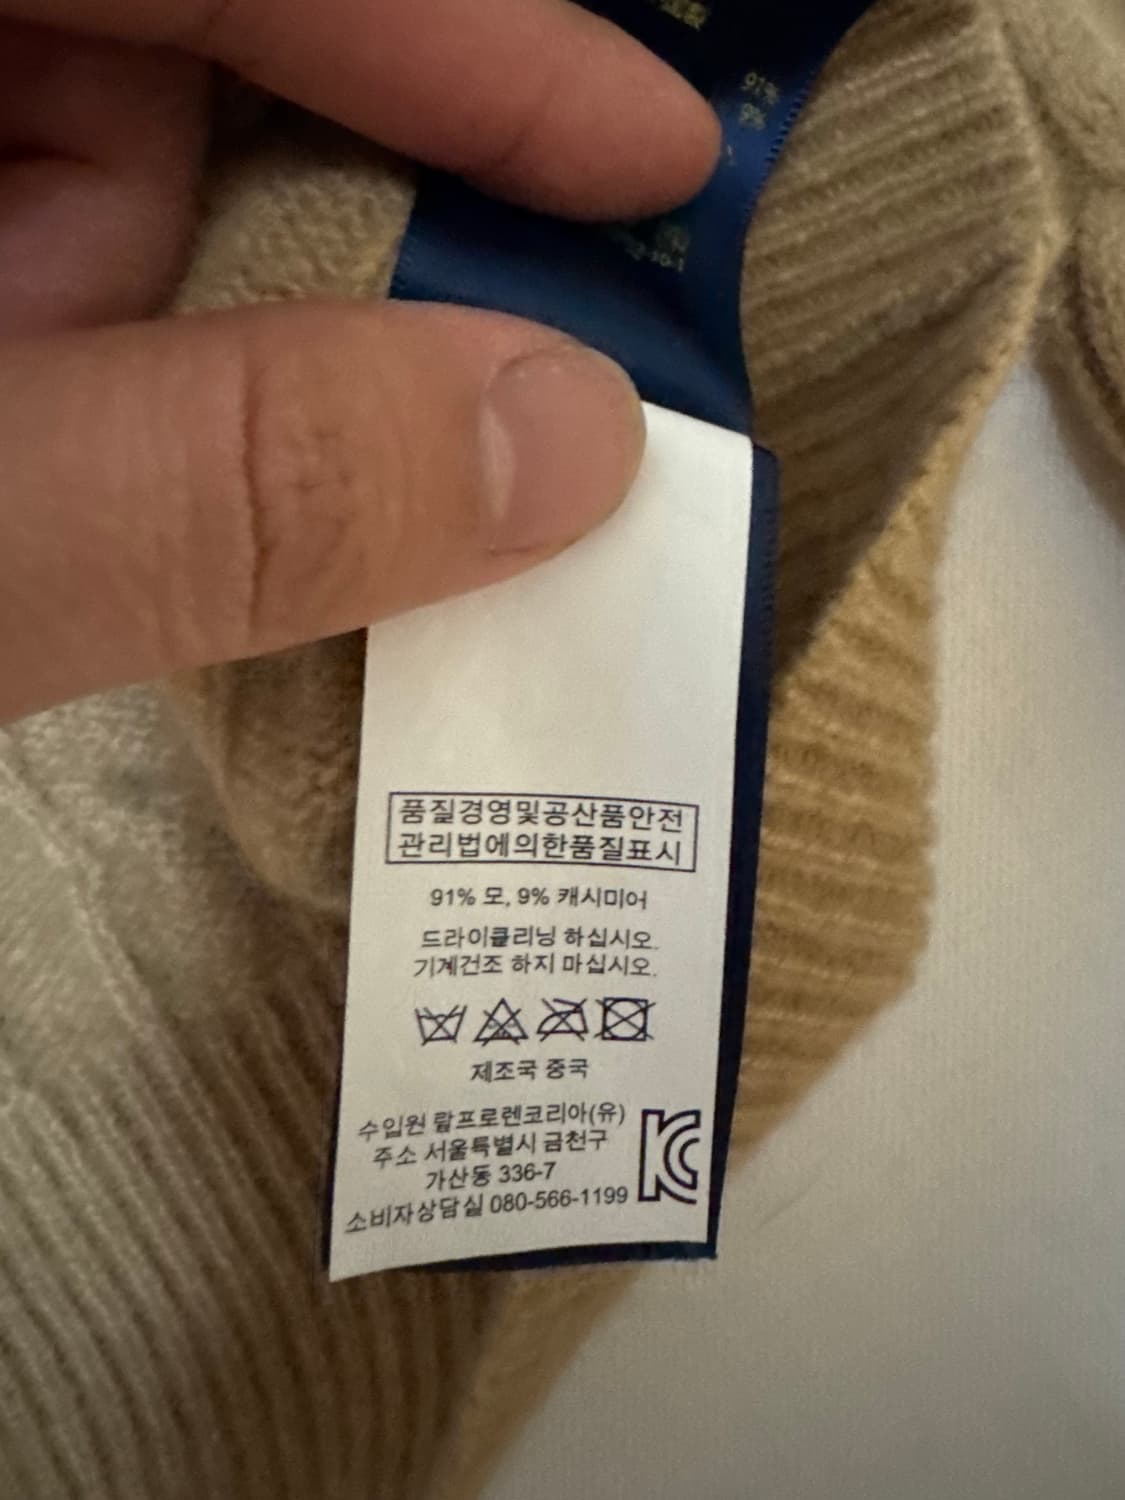 91%
9%
품질경영및공산품안전
관리법에의한품질표시
91% 모, 9% 캐시미어
드라이클리닝 하십시오.
기계건조 하지 마십시오.
제조국 중국
수입원 랄프로렌코리아(유)
주소 서울특별시 금천구
가산동 336-7
소비자상담실 080-566-1199
KC